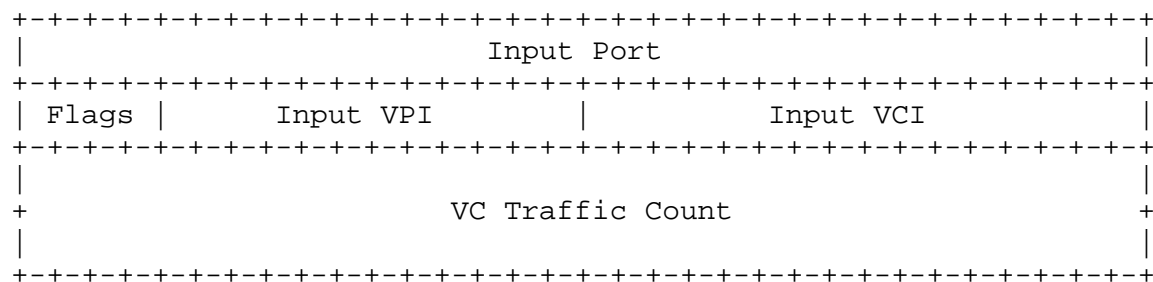 +-+-+-+-+-+-+-+-+-+-+-+-+-+-+-+-+-+-+-+-+-+-+-+-+-+-+-+-+-+-+-+-+
|                          Input Port                           |
+-+-+-+-+-+-+-+-+-+-+-+-+-+-+-+-+-+-+-+-+-+-+-+-+-+-+-+-+-+-+-+-+
| Flags |      Input VPI        |          Input VCI            |
+-+-+-+-+-+-+-+-+-+-+-+-+-+-+-+-+-+-+-+-+-+-+-+-+-+-+-+-+-+-+-+-+
|                                                               |
+                        VC Traffic Count                       +
|                                                               |
+-+-+-+-+-+-+-+-+-+-+-+-+-+-+-+-+-+-+-+-+-+-+-+-+-+-+-+-+-+-+-+-+